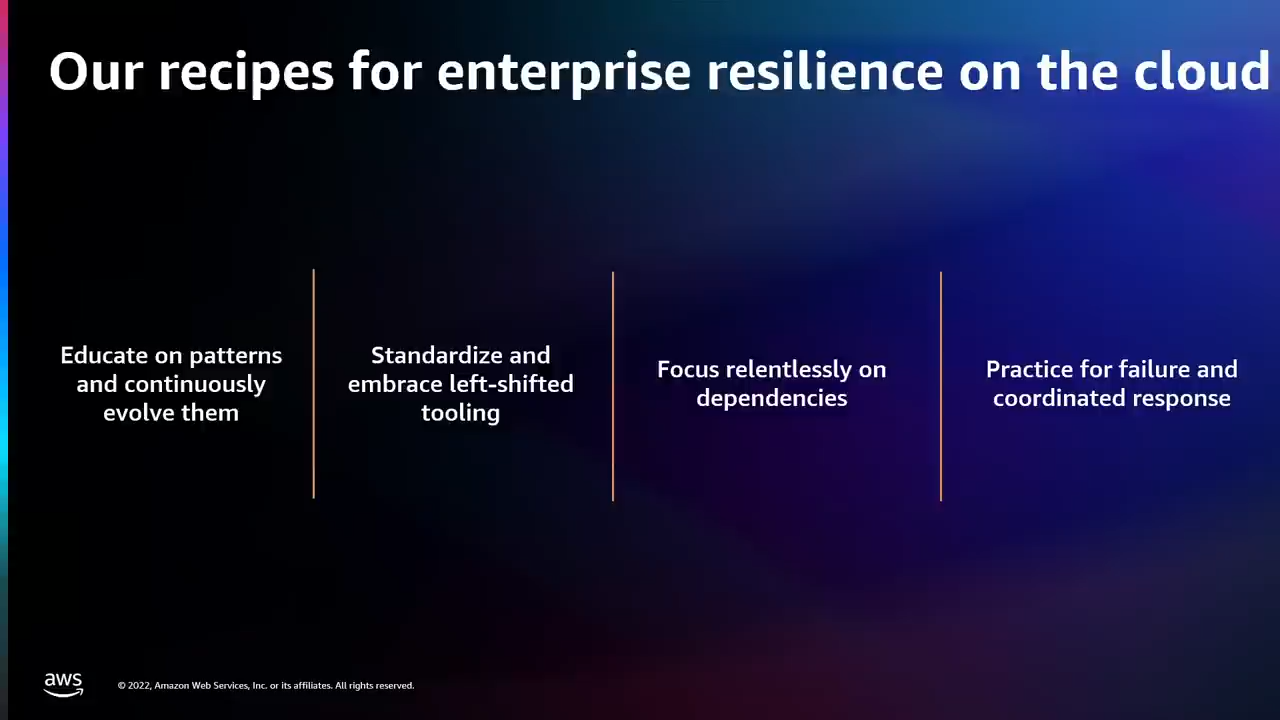 Our recipes for enterprise resilience on the cloud
Educate on patterns
and continuously
evolve them
Standardize and
embrace left-shifted
tooling
Focus relentlessly on
dependencies
Practice for failure and
coordinated response
aws
© 2022, Amazon Web Services, Inc. or its affiliates. All rights reserved.